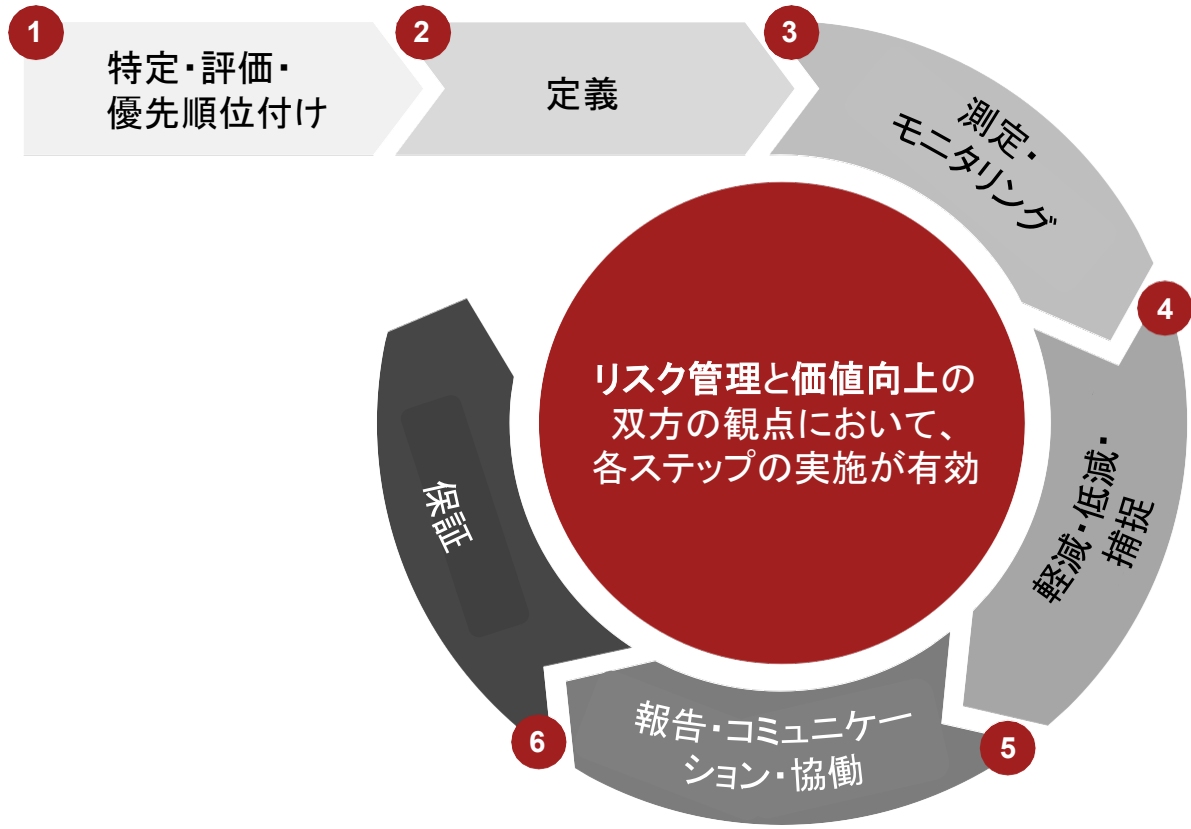 1
特定・評価・
優先順位付け
2
定義
3
測定・
モニタリング
4
軽減・低減・
捕捉
5
報告・コミュニケー
ション・協働
6
保証
リスク管理と価値向上の
双方の観点において、
各ステップの実施が有効